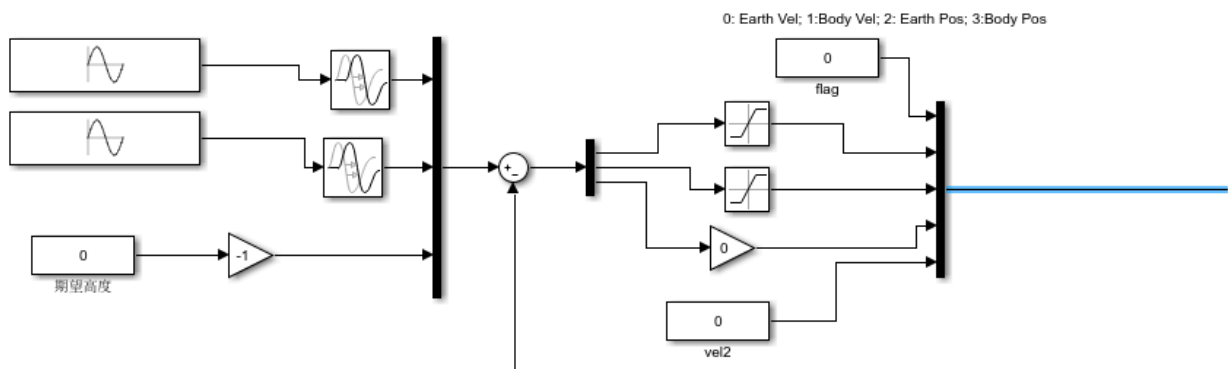 0: Earth Vel; 1:Body Vel; 2: Earth Pos; 3:Body Pos
0
flag
+
-
0
-1
期望高度
0
0
vel2